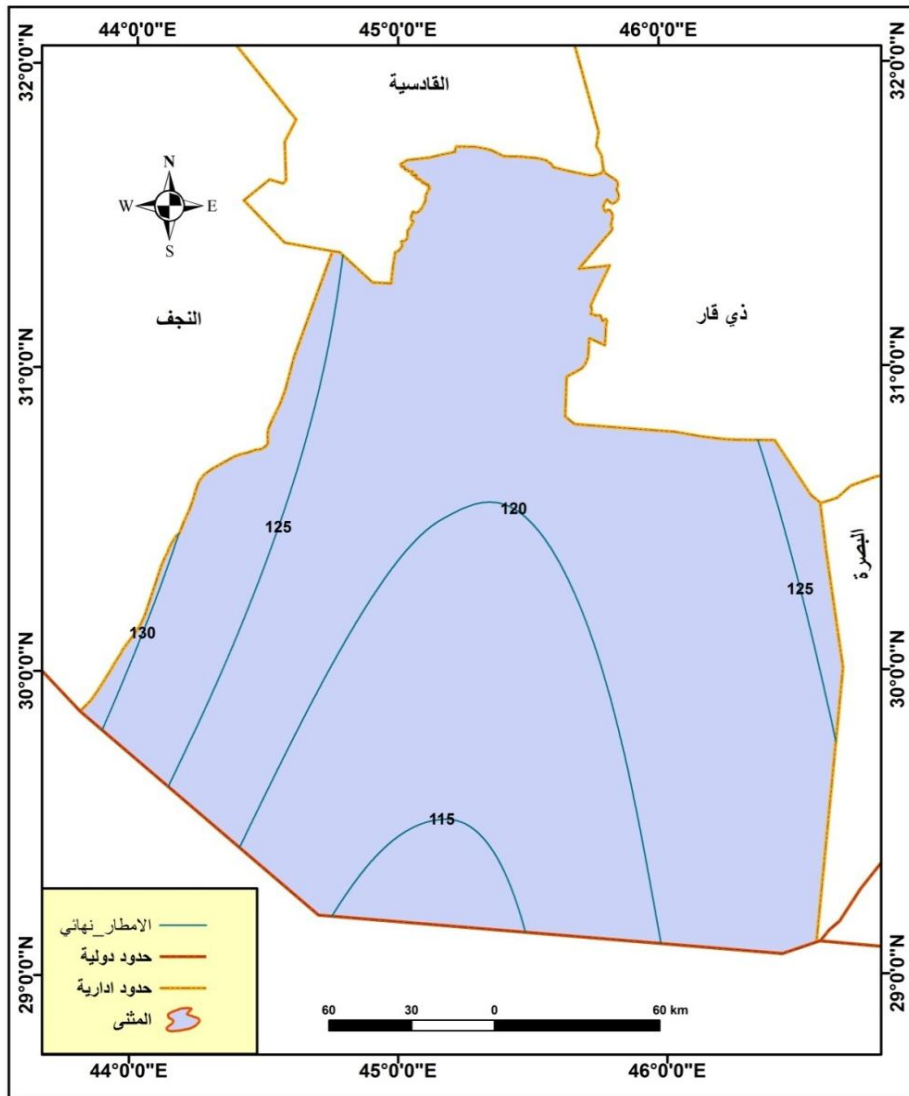 44°0'0"E
45°0'0"E
46°0'0"E
32°0'0"N
32°0'0"N
القادسية
N
W
E
S
النجف
ذي قار
31°0'0"N
31°0'0"N
125
120
البصرة
125
130
30°0'0"N
30°0'0"N
115
الامطار_نهائي
حدود دولية
حدود ادارية
المثنى
29°0'0"N
29°0'0"N
60
30
0
60 km
44°0'0"E
45°0'0"E
46°0'0"E